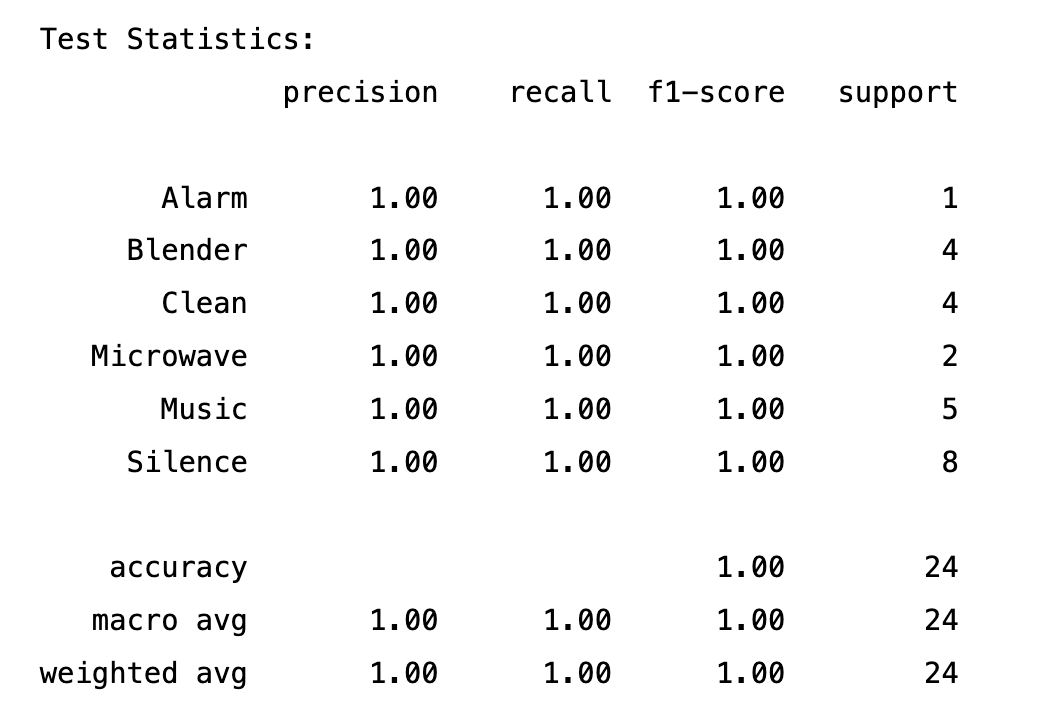 Test Statistics:
precision recall f1-score support
Alarm 1.00 1.00 1.00 1
Blender 1.00 1.00 1.00 4
Clean 1.00 1.00 1.00 4
Microwave 1.00 1.00 1.00 2
Music 1.00 1.00 1.00 5
Silence 1.00 1.00 1.00 8
accuracy 1.00 24
macro avg 1.00 1.00 1.00 24
weighted avg 1.00 1.00 1.00 24